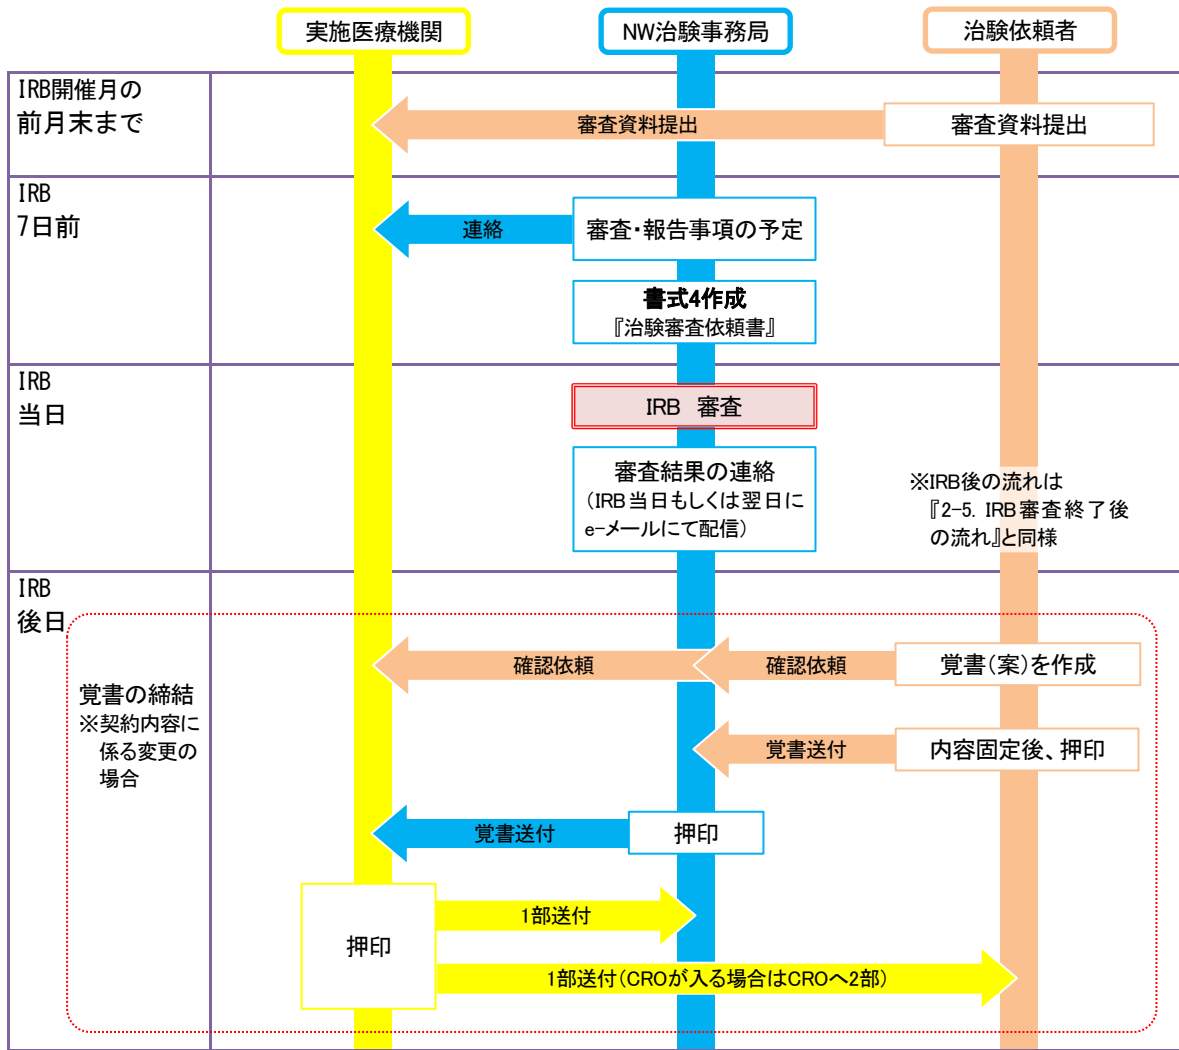 実施医療機関
NW治験事務局
治験依頼者
IRB開催月の
前月末まで
審査資料提出
審査資料提出
IRB
7日前
連絡
審査・報告事項の予定
書式4作成
『治験審査依頼書』
IRB
当日
IRB 審査
審査結果の連絡
（IRB当日もしくは翌日に
e-メールにて配信）
※IRB後の流れは
『2-5. IRB審査終了後
の流れ』と同様
IRB
後日
覚書の締結
※契約内容に
係る変更の
場合
確認依頼
確認依頼
覚書（案）を作成
覚書送付
内容固定後、押印
覚書送付
押印
押印
1部送付
1部送付（CROが入る場合はCROへ2部）